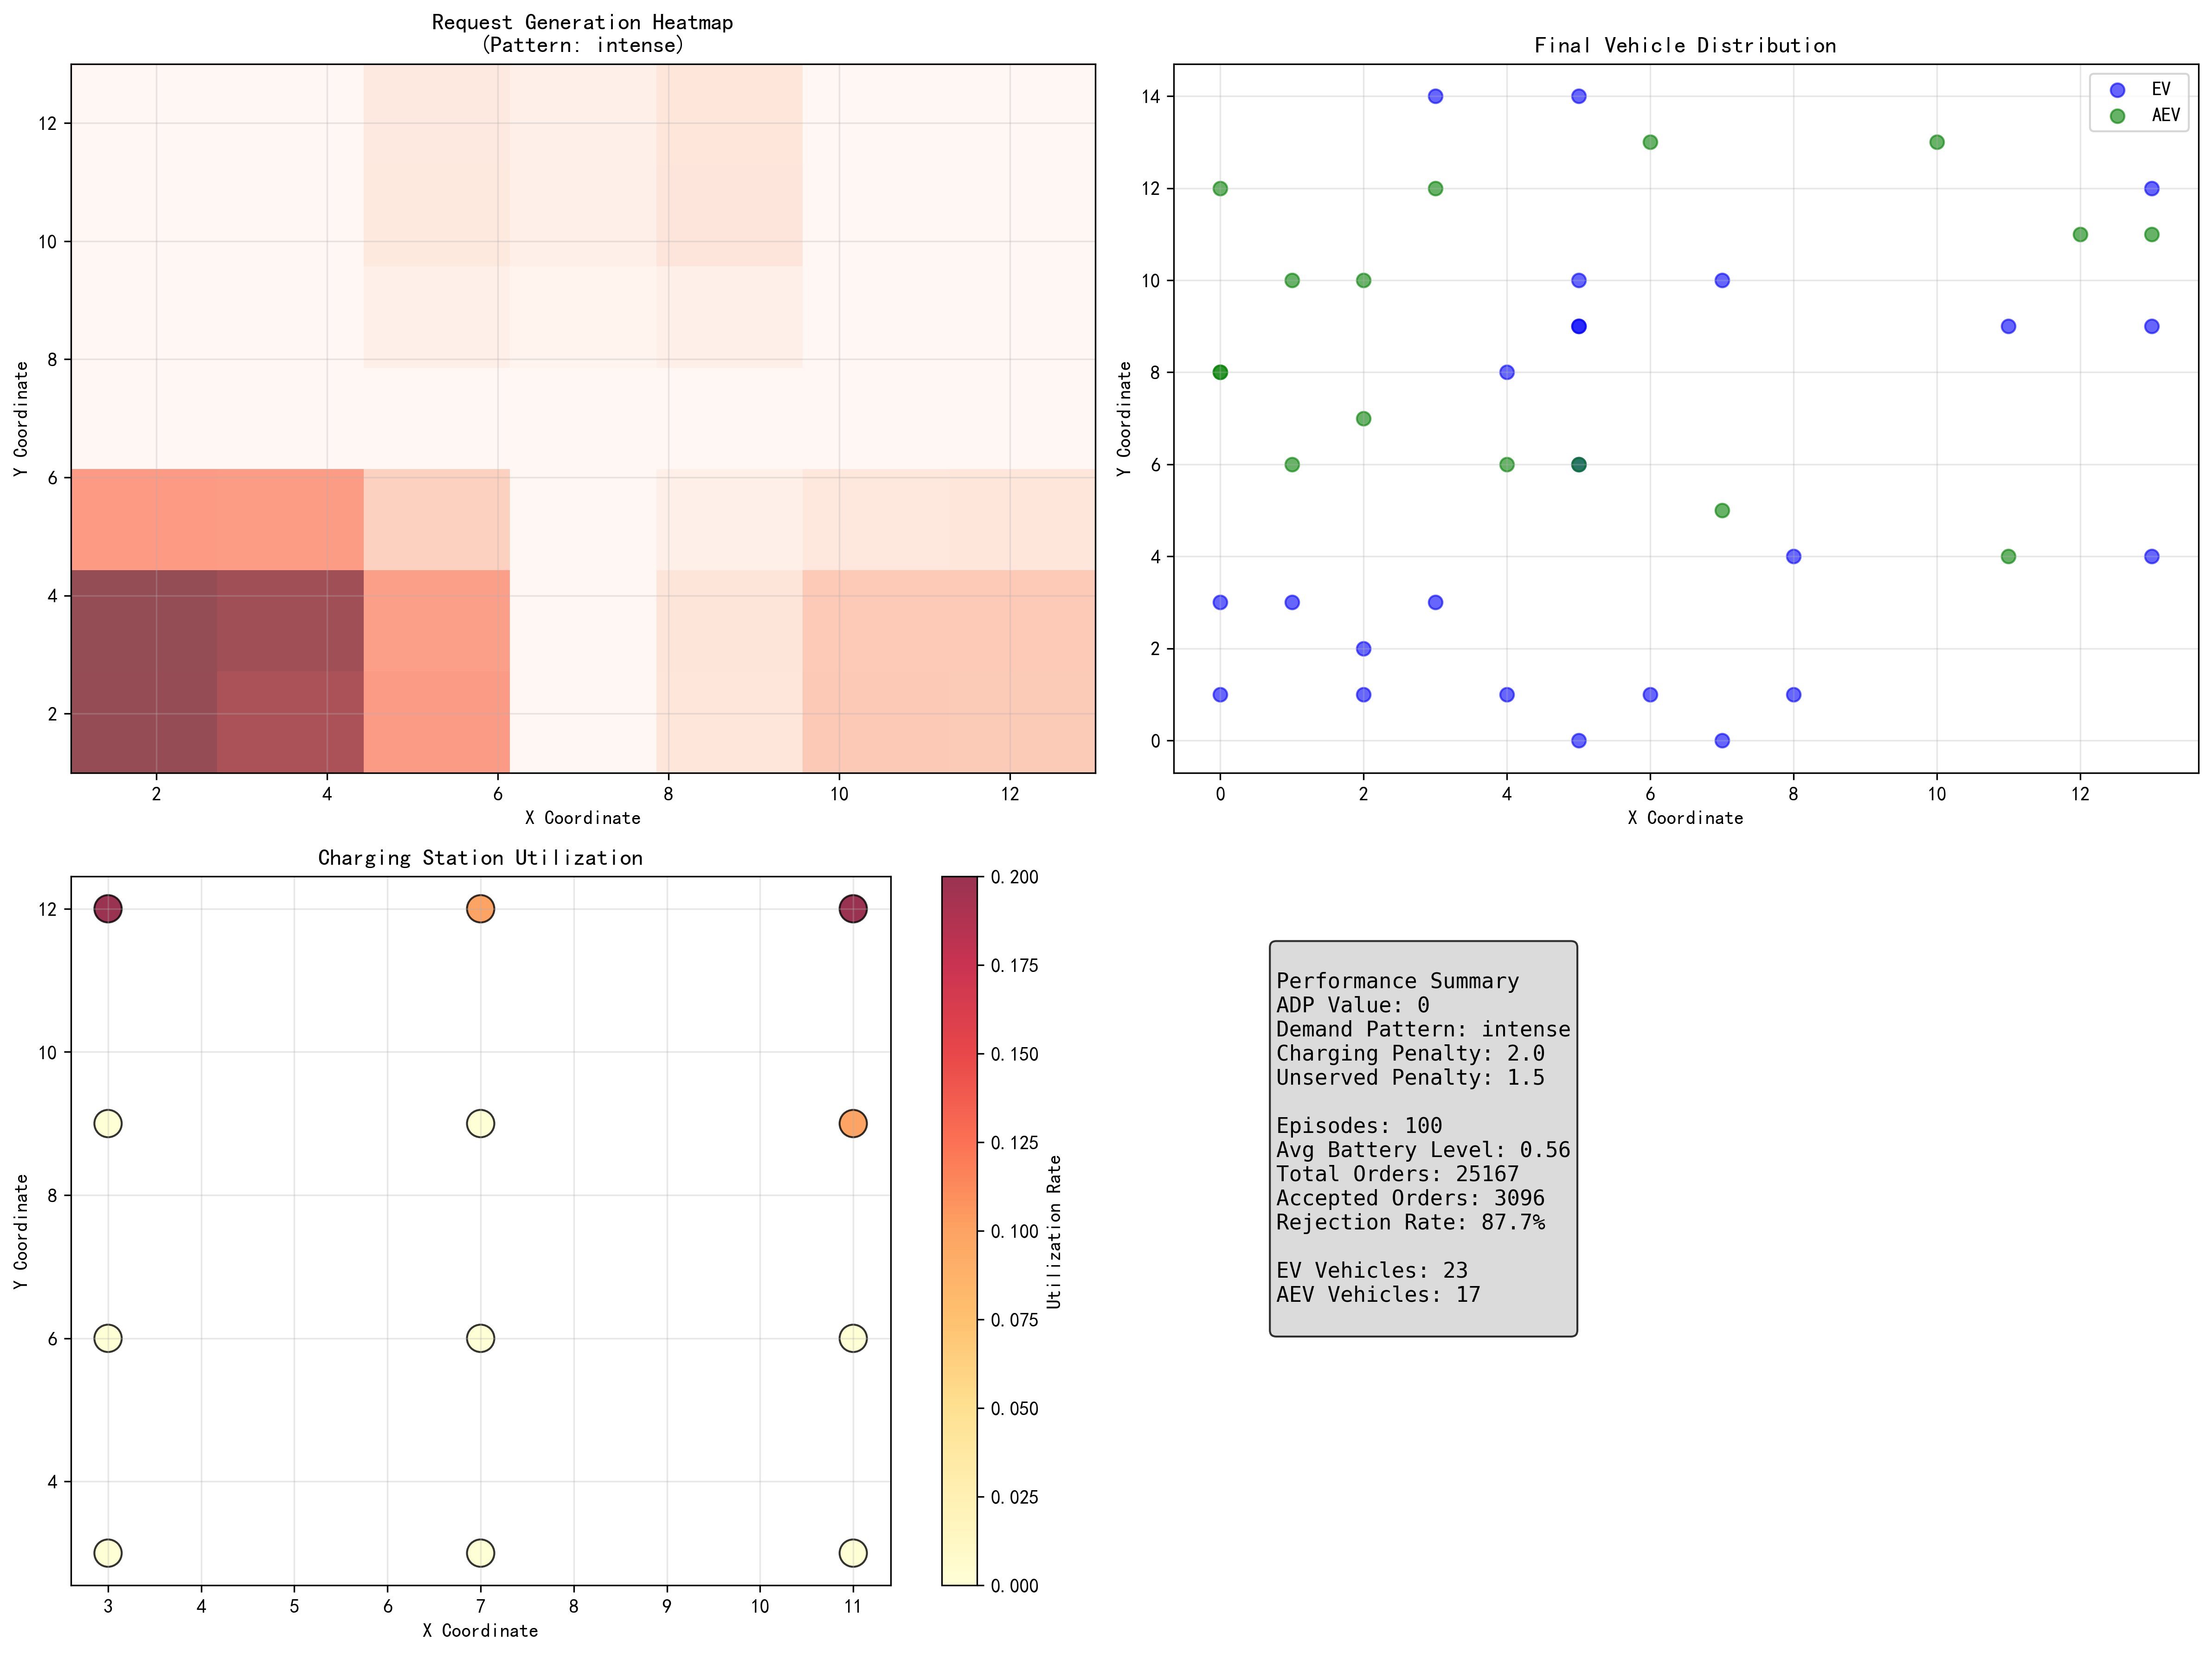 Request Generation Heatmap
(Pattern: intense)
12
10
8
6
4
2
Y Coordinate
2
4
6
8
10
12
X Coordinate
Final Vehicle Distribution
EV
AEV
14
12
10
8
6
4
2
0
Y Coordinate
0
2
4
6
8
10
12
X Coordinate
Charging Station Utilization
12
10
8
6
4
Y Coordinate
3
4
5
6
7
8
9
10
11
X Coordinate
0.200
0.175
0.150
0.125
0.100
0.075
0.050
0.025
0.000
Utilization Rate
Performance Summary
ADP Value: 0
Demand Pattern: intense
Charging Penalty: 2.0
Unserved Penalty: 1.5
Episodes: 100
Avg Battery Level: 0.56
Total Orders: 25167
Accepted Orders: 3096
Rejection Rate: 87.7%
EV Vehicles: 23
AEV Vehicles: 17